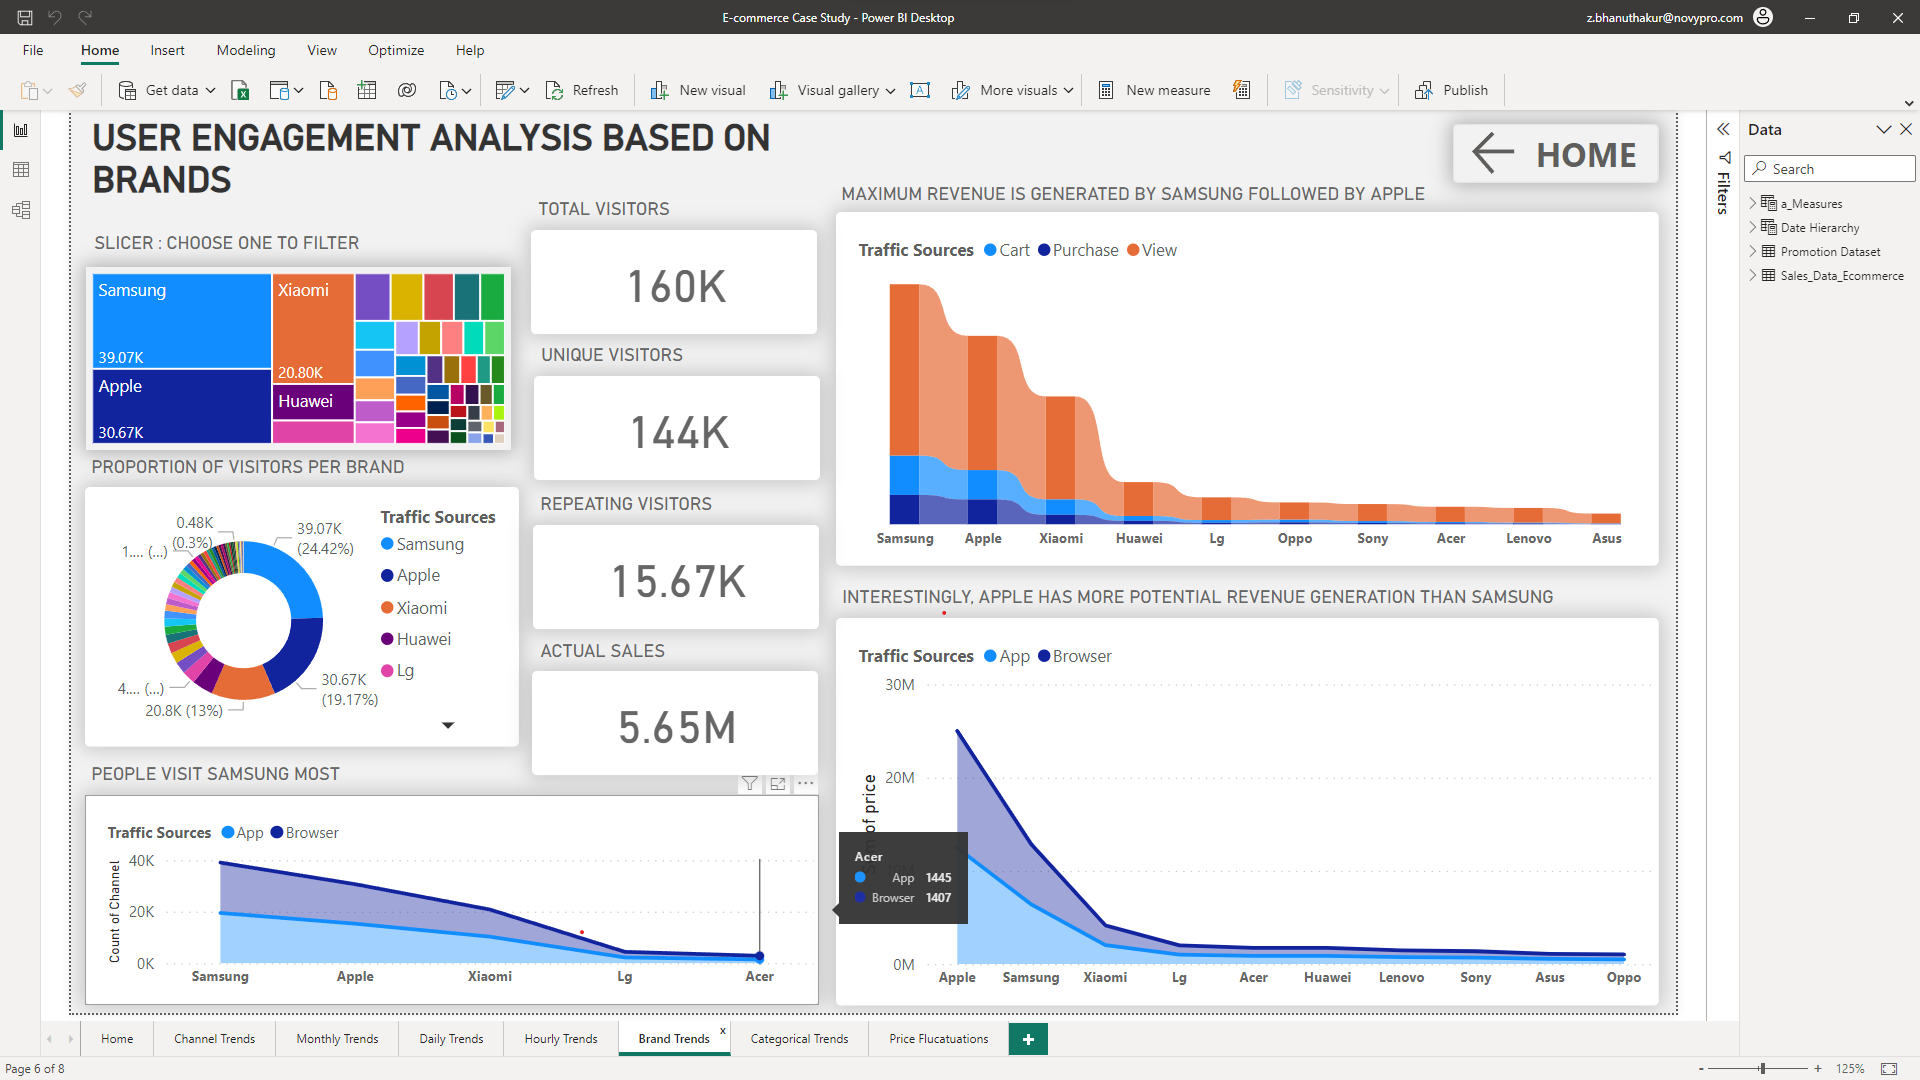 E-commerce Case Study - Power BI Desktop
z.bhanuthakur@novypro.com
File
Home
Insert
Modeling
View
Optimize
Help
Get data
Refresh
New visual
Visual gallery
More visuals
New measure
Sensitivity
Publish
USER ENGAGEMENT ANALYSIS BASED ON
BRANDS
HOME
SLICER : CHOOSE ONE TO FILTER
Samsung
39.07K
Apple
30.67K
Xiaomi
20.80K
Huawei
PROPORTION OF VISITORS PER BRAND
0.48K
(0.3%)
1.... (...)
39.07K
(24.42%)
4.... (...)
20.8K (13%)
30.67K
(19.17%)
Traffic Sources
Samsung
Apple
Xiaomi
Huawei
Lg
TOTAL VISITORS
160K
UNIQUE VISITORS
144K
REPEATING VISITORS
15.67K
ACTUAL SALES
5.65M
PEOPLE VISIT SAMSUNG MOST
Traffic Sources App Browser
Count of Channel
40K
20K
0K
Samsung Apple Xiaomi Lg Acer
MAXIMUM REVENUE IS GENERATED BY SAMSUNG FOLLOWED BY APPLE
Traffic Sources Cart Purchase View
Samsung Apple Xiaomi Huawei Lg Oppo Sony Acer Lenovo Asus
INTERESTINGLY, APPLE HAS MORE POTENTIAL REVENUE GENERATION THAN SAMSUNG
Traffic Sources App Browser
30M
20M
0M
of price
Acer
App 1445
Browser 1407
Apple Samsung Xiaomi Lg Acer Huawei Lenovo Sony Asus Oppo
Filters
Data
Search
a_Measures
Date Hierarchy
Promotion Dataset
Sales_Data_Ecommerce
Home
Channel Trends
Monthly Trends
Daily Trends
Hourly Trends
Brand Trends
x
Categorical Trends
Price Flucatuations
Page 6 of 8
- + 125%